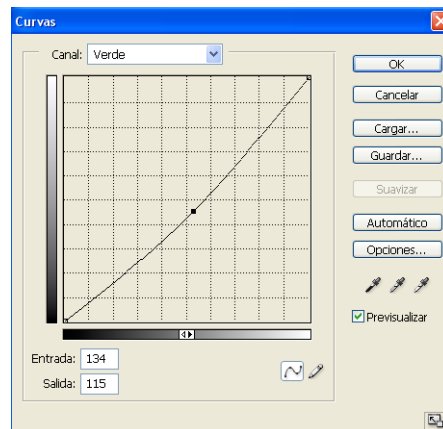 Curvas
Canal: Verde
OK
Cancelar
Cargar...
Guardar...
Suavizar
Automático
Opciones...
Previsualizar
Entrada: 134
Salida: 115